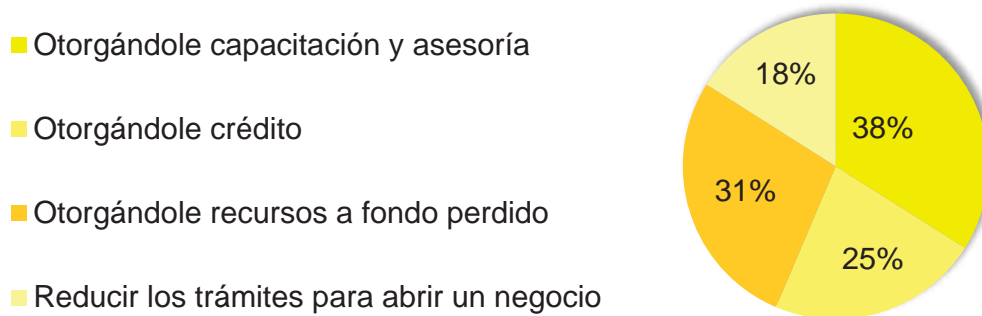 Otorgándole capacitación y asesoría
Otorgándole crédito
Otorgándole recursos a fondo perdido
Reducir los trámites para abrir un negocio
18%
38%
31%
25%